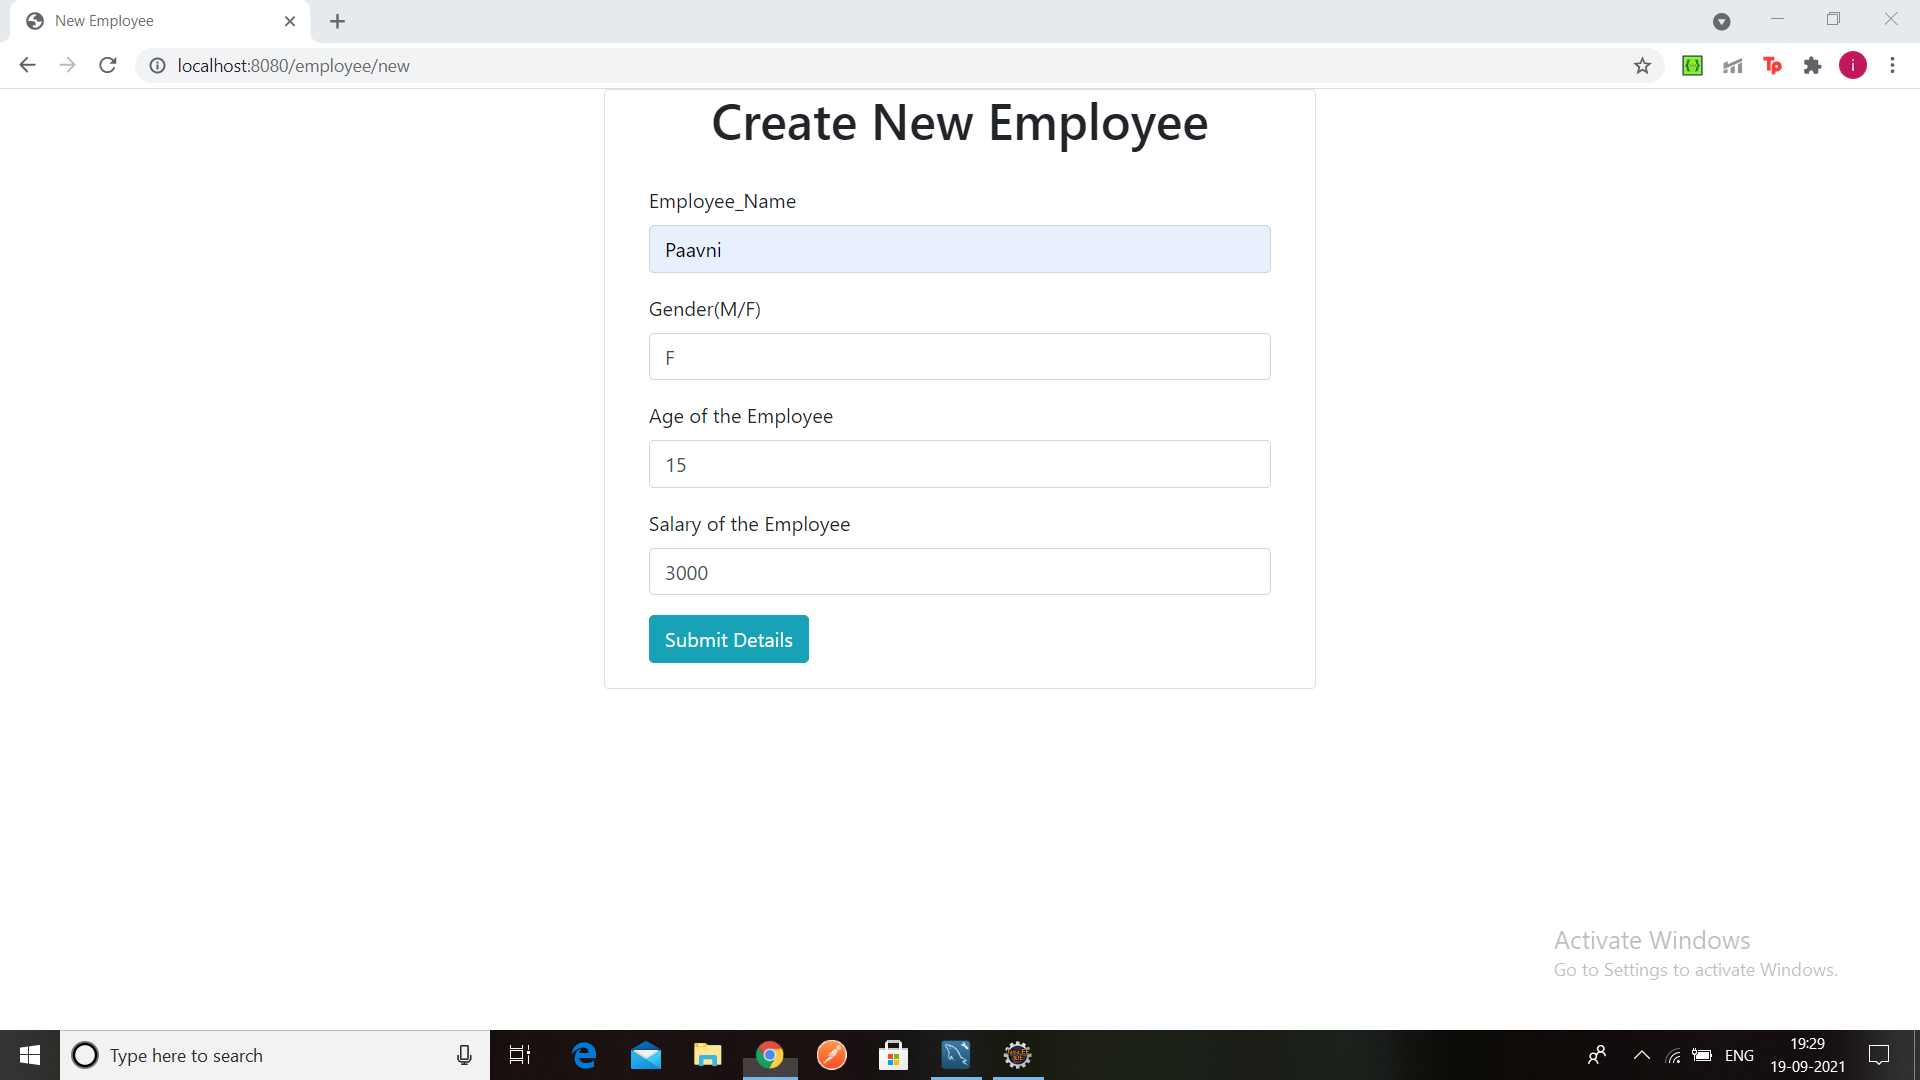 New Employee
localhost:8080/employee/new
Tp
i
Create New Employee
Employee_Name
Paavni
Gender(M/F)
F
Age of the Employee
15
Salary of the Employee
3000
Submit Details
Activate Windows
Go to Settings to activate Windows.
Type here to search
ENG
19:29
19-09-2021